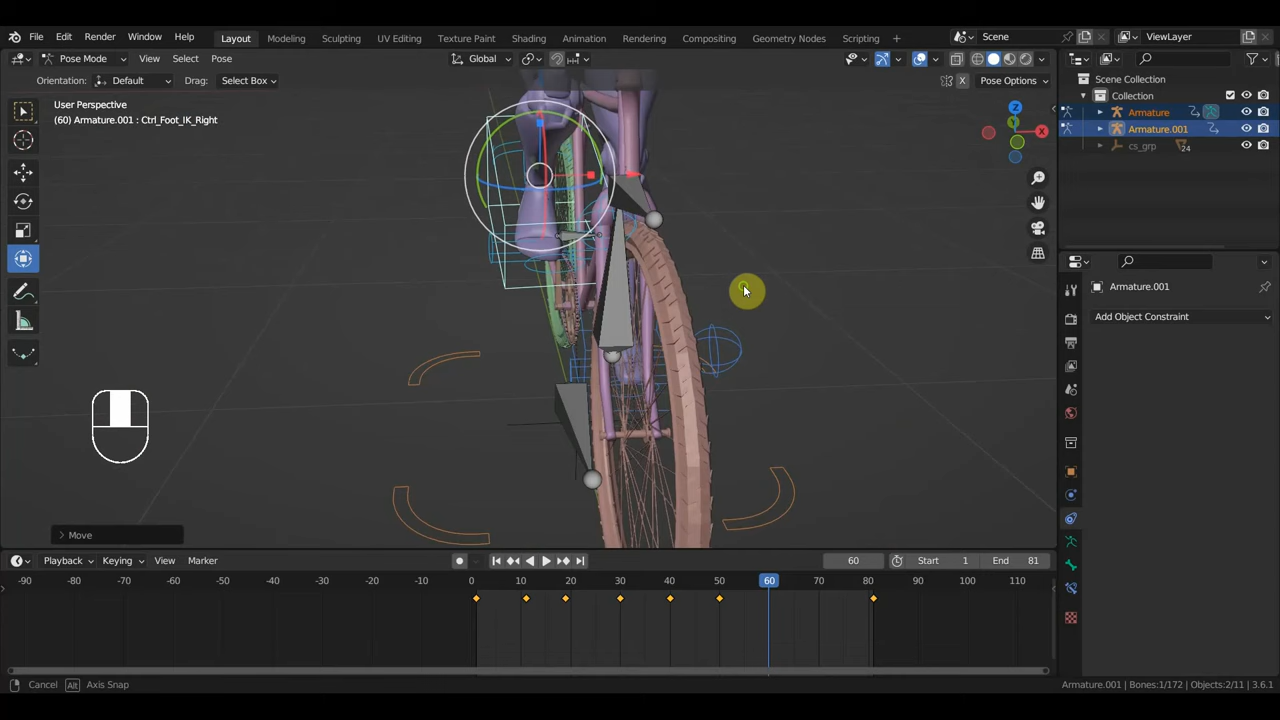 File Edit Render Window Help Layout Modeling Sculpting UV Editing Texture Paint Shading Animation Rendering Compositing Geometry Nodes Scripting + Scene ViewLayer
Pose Mode View Select Pose Global
Orientation: Default Drag: Select Box X Pose Options
User Perspective
(60) Armature.001 : Ctrl_Foot_IK_Right
Z
Y
X
Scene Collection
Collection
Armature
Armature.001
cs_grp 24
Armature.001
Add Object Constraint
Move
Playback Keying View Marker 60 Start 1 End 81
-90 -80 -70 -60 -50 -40 -30 -20 -10 0 10 20 30 40 50 60 70 80 90 100 110
Cancel Alt Axis Snap Armature.001 | Bones:1/172 | Objects:2/11 | 3.6.1